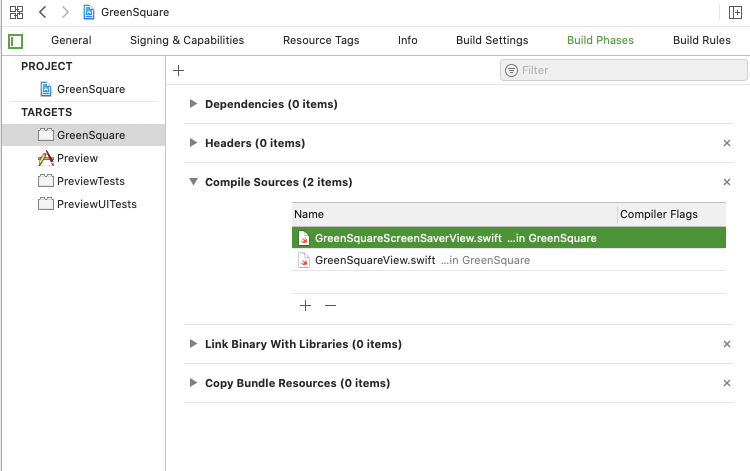 GreenSquare
General Signing & Capabilities Resource Tags Info Build Settings Build Phases Build Rules
PROJECT
GreenSquare
TARGETS
GreenSquare
Preview
PreviewTests
PreviewUITests
Filter
Dependencies (0 items)
Headers (0 items)
Compile Sources (2 items)
Name Compiler Flags
GreenSquareScreenSaverView.swift ...in GreenSquare
GreenSquareView.swift ...in GreenSquare
Link Binary With Libraries (0 items)
Copy Bundle Resources (0 items)